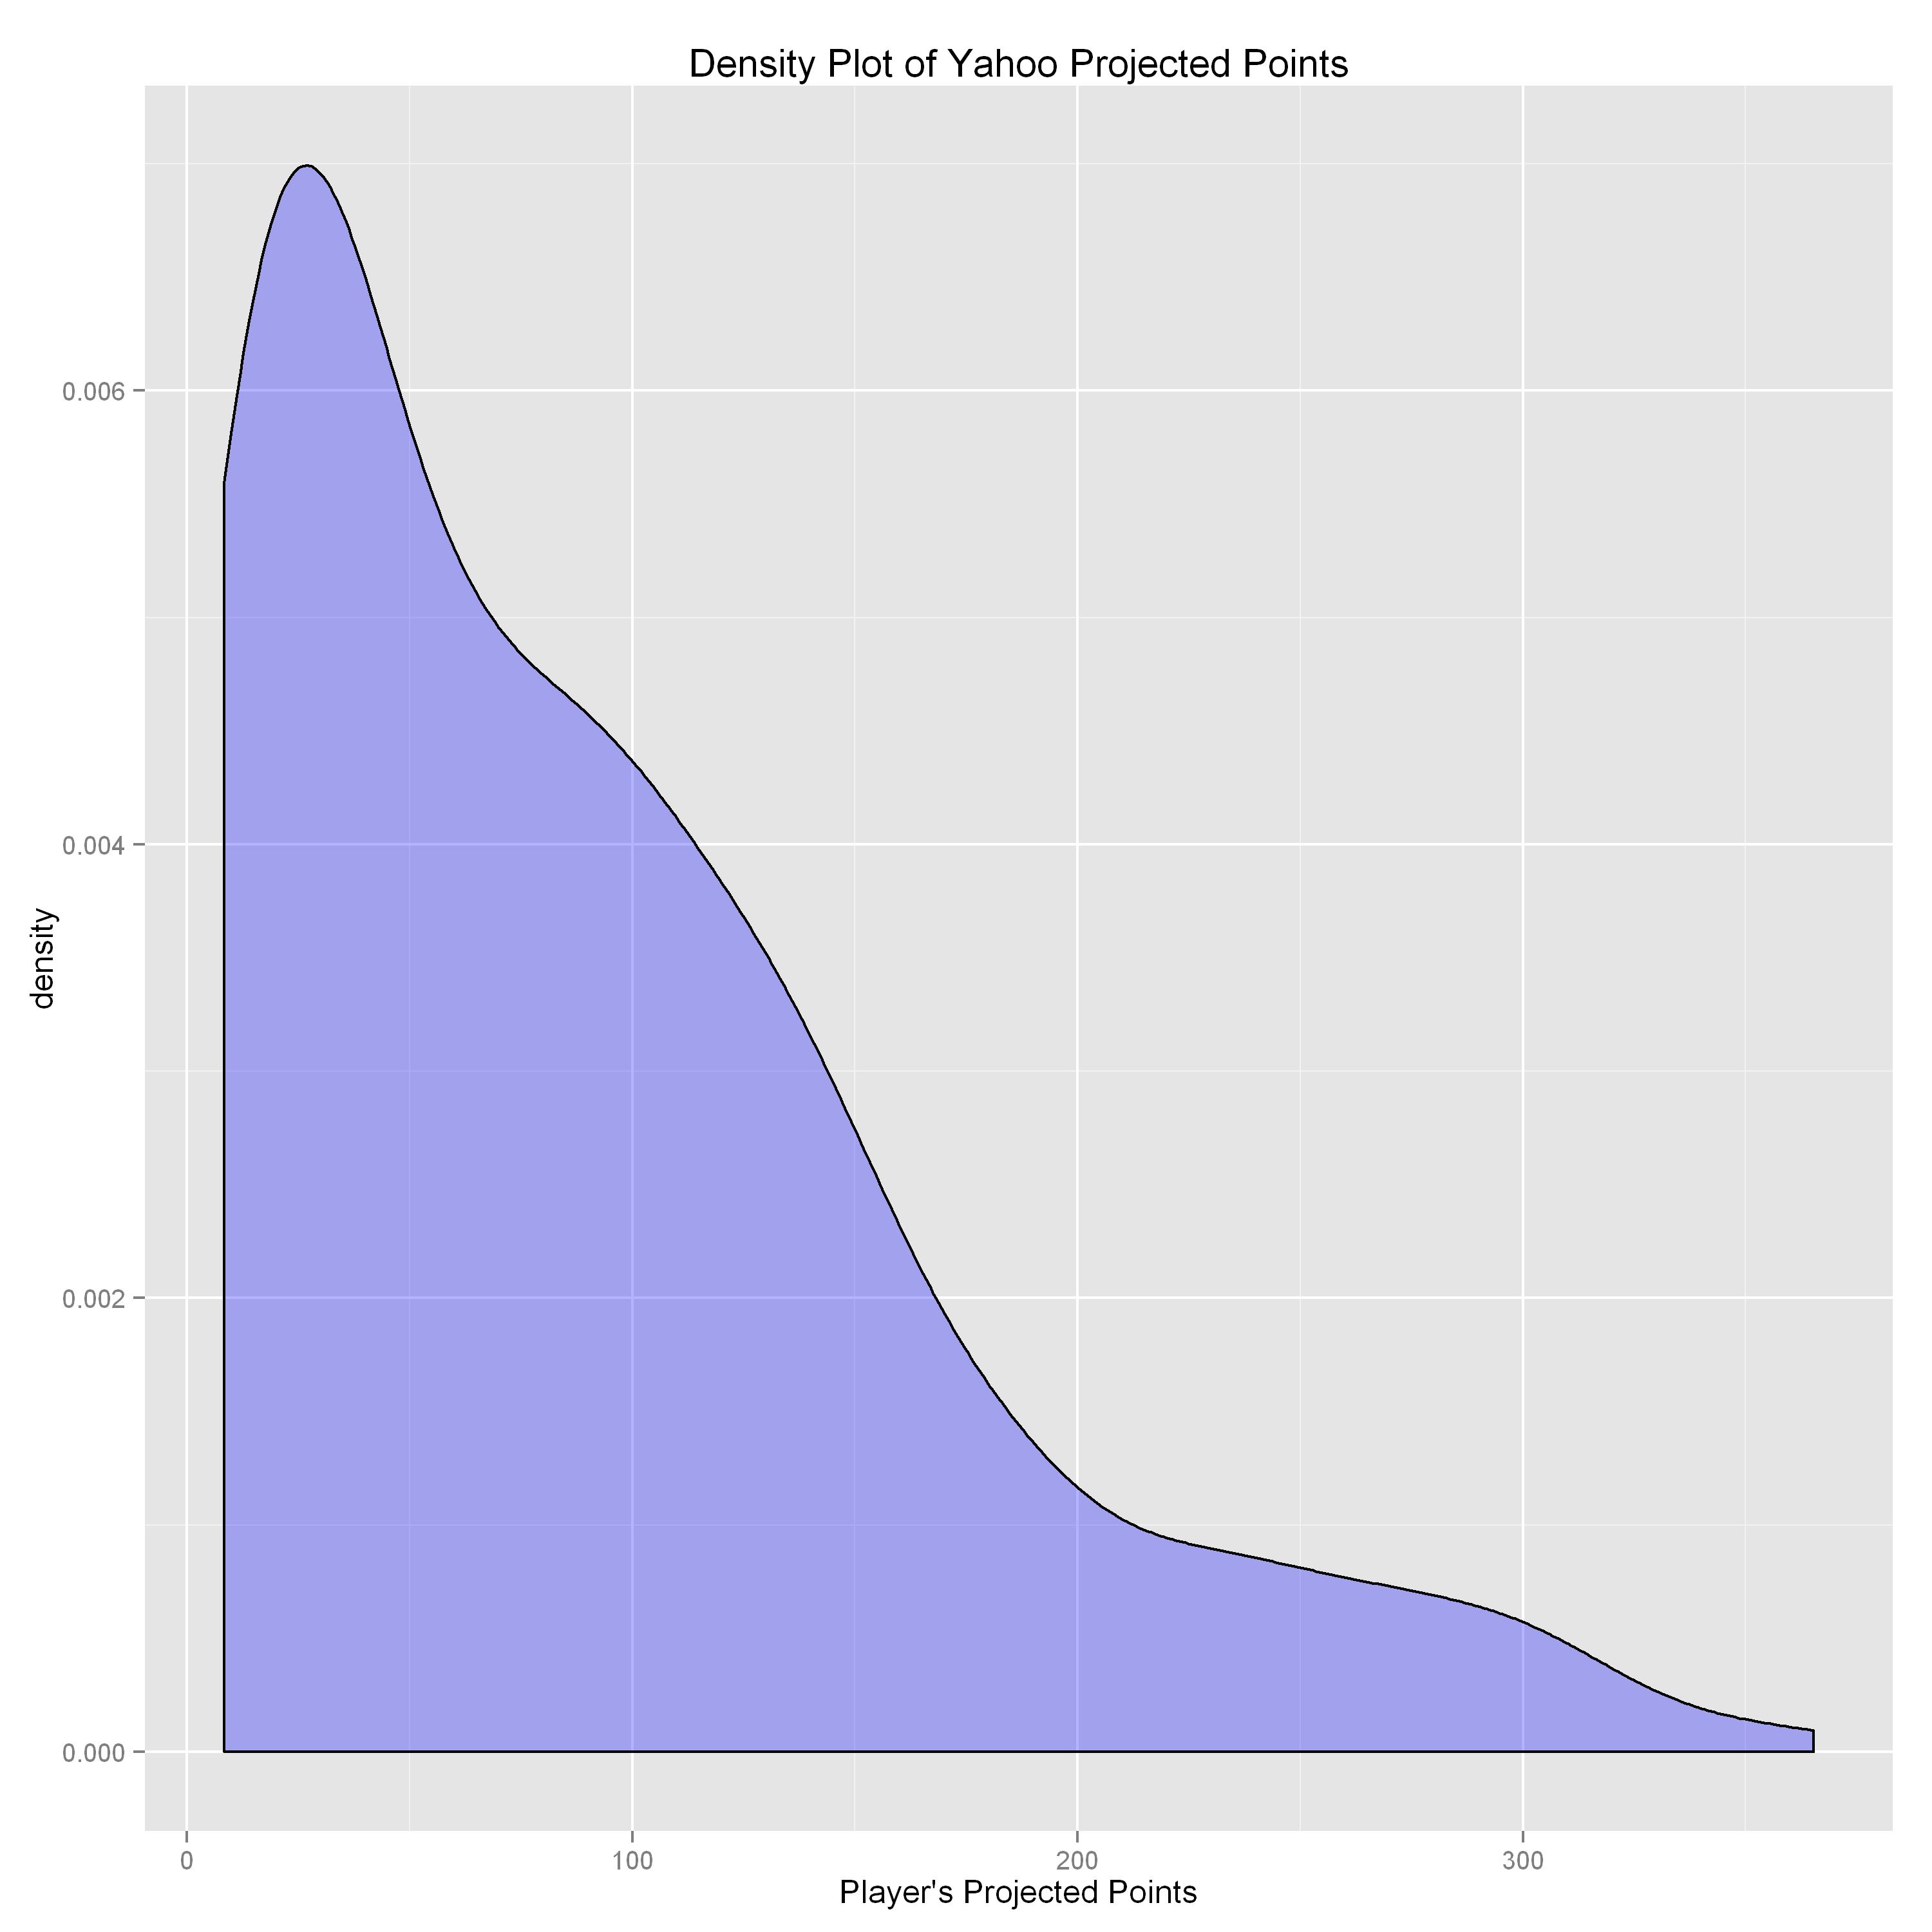 Density Plot of Yahoo Projected Points
0.006
0.004
0.002
0.000
density
0 100 200 300
Player's Projected Points